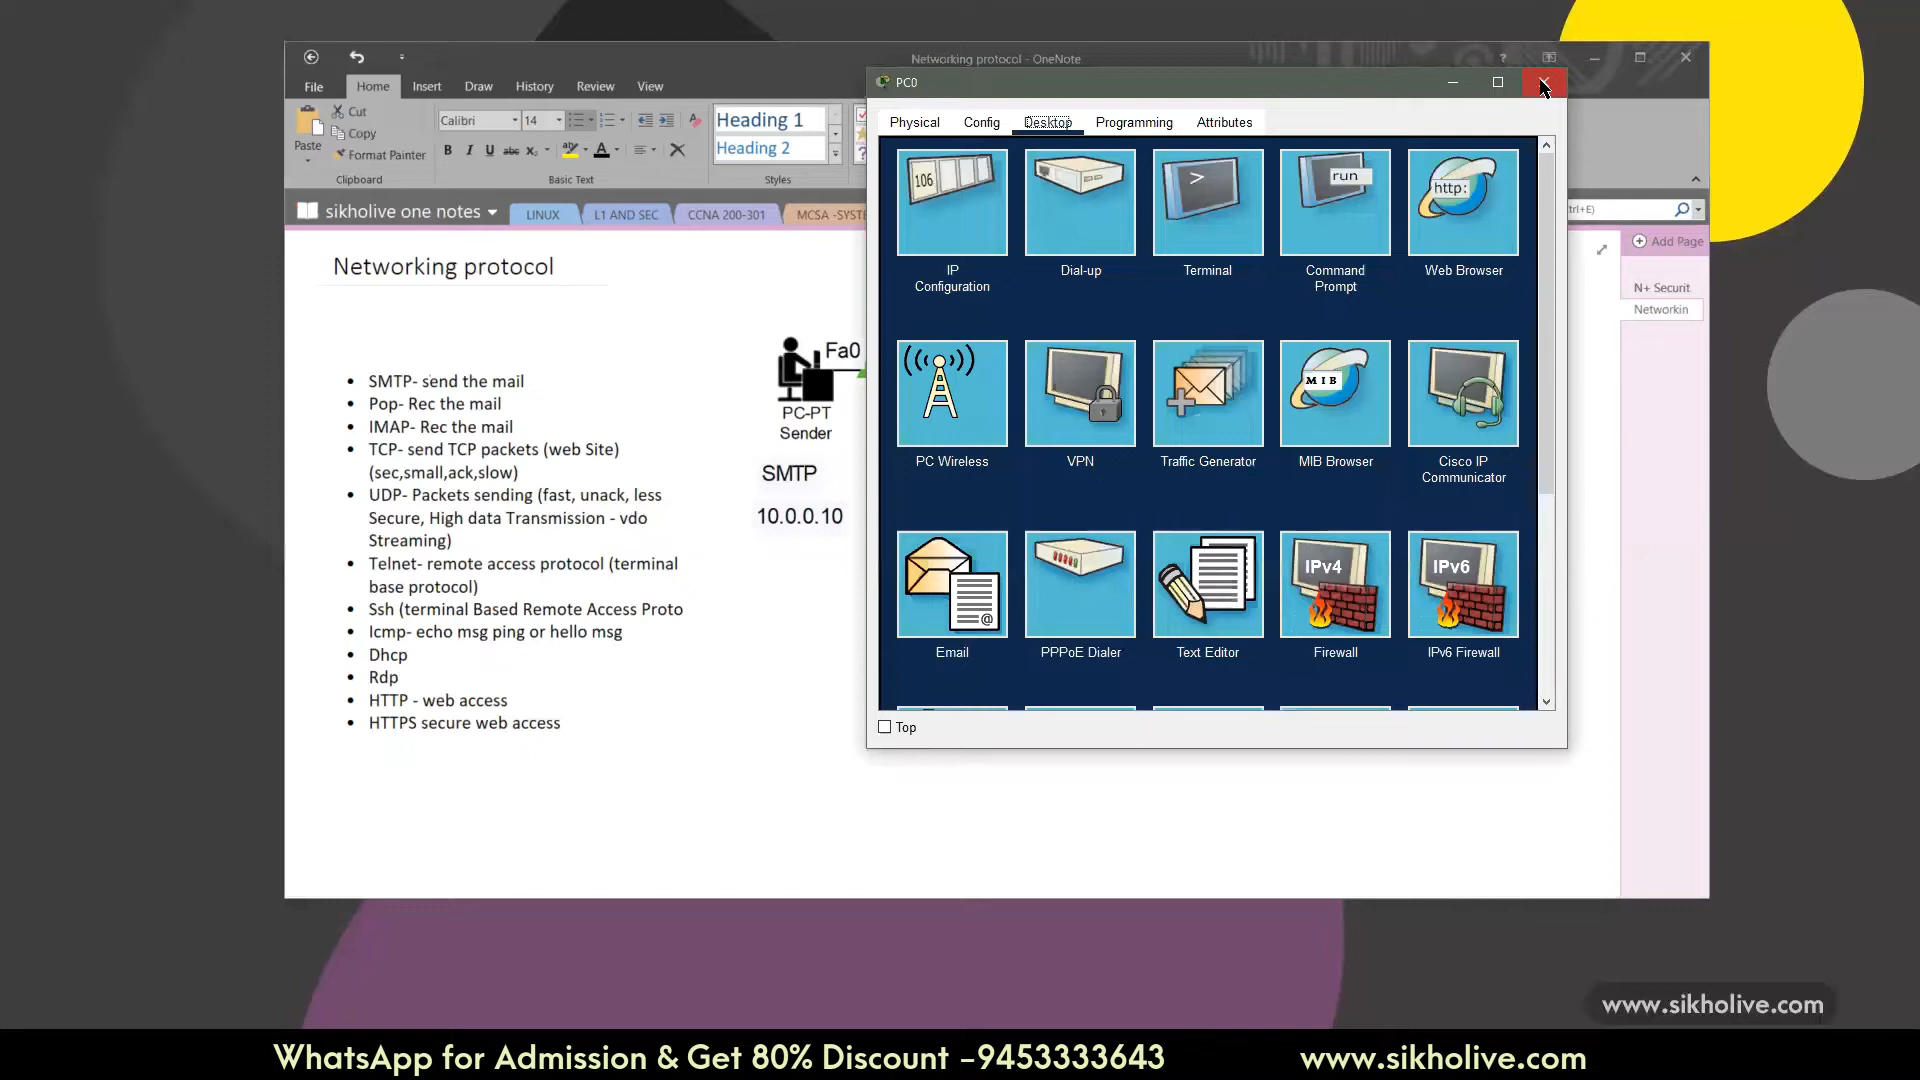 Networking protocol - OneNote
?
File Home Insert Draw History Review View
Paste
Cut
Copy
Format Painter
Clipboard
Calibri 14
B I U abc X₂ A
Basic Text
Heading 1
Heading 2
Styles
sikholive one notes
LINUX L1 AND SEC CCNA 200-301 MCSA -SYSTE
trl+E)
Add Page
N+ Securit
Networkin
Networking protocol
• SMTP- send the mail
• Pop- Rec the mail
• IMAP- Rec the mail
• TCP- send TCP packets (web Site)
(sec,small,ack,slow)
• UDP- Packets sending (fast, unack, less
Secure, High data Transmission - vdo
Streaming)
• Telnet- remote access protocol (terminal
base protocol)
• Ssh (terminal Based Remote Access Proto
• Icmp- echo msg ping or hello msg
• Dhcp
• Rdp
• HTTP - web access
• HTTPS secure web access
Fa0
PC-PT
Sender
SMTP
10.0.0.10
PC0
Physical Config Desktop Programming Attributes
106
>
run
http:
IP
Configuration
Dial-up
Terminal
Command
Prompt
Web Browser
MIB
PC Wireless
VPN
Traffic Generator
MIB Browser
Cisco IP
Communicator
@
IPv4
IPv6
Email
PPPoE Dialer
Text Editor
Firewall
IPv6 Firewall
Top
www.sikholive.com
WhatsApp for Admission & Get 80% Discount –9453333643
www.sikholive.com